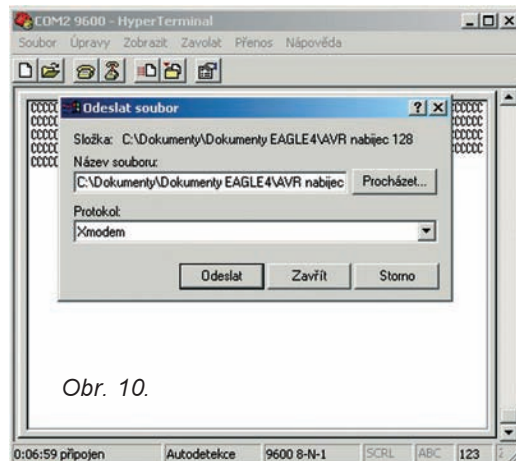 COM2 9600 - HyperTerminal
Soubor Úpravy Zobrazit Zavolat Přenos Nápověda
Odeslat soubor
Složka: C:\Dokumenty\Dokumenty EAGLE4\AVR nabijec 128
Název souboru:
C:\Dokumenty\Dokumenty EAGLE4\AVR nabijec
Procházet...
Protokol:
Xmodem
Odeslat Zavřít Storno
Obr. 10.
0:06:59 připojen Autodetekce 9600 8-N-1 SCRL ABC 123